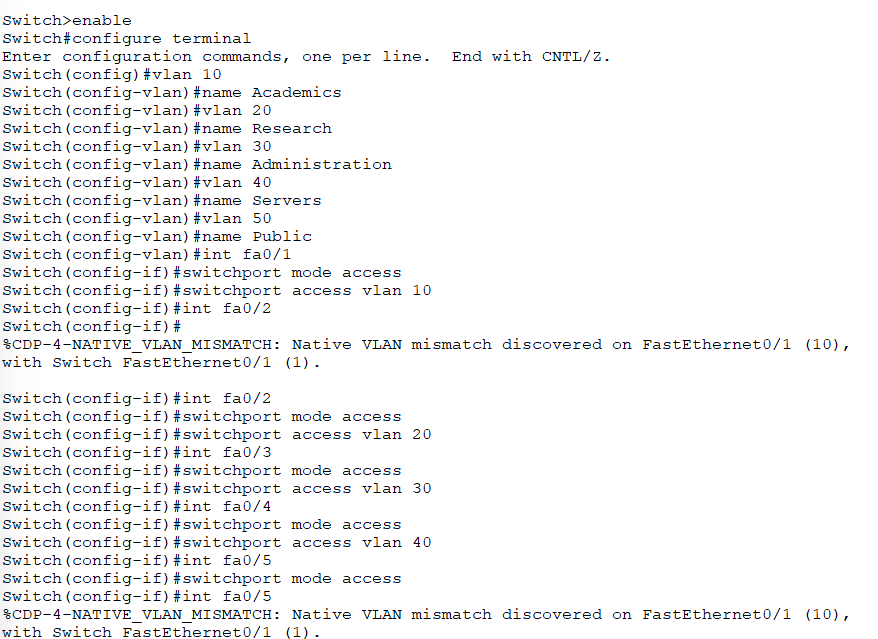 Switch>enable
Switch#configure terminal
Enter configuration commands, one per line.  End with CNTL/Z.
Switch(config)#vlan 10
Switch(config-vlan)#name Academics
Switch(config-vlan)#vlan 20
Switch(config-vlan)#name Research
Switch(config-vlan)#vlan 30
Switch(config-vlan)#name Administration
Switch(config-vlan)#vlan 40
Switch(config-vlan)#name Servers
Switch(config-vlan)#vlan 50
Switch(config-vlan)#name Public
Switch(config-vlan)#int fa0/1
Switch(config-if)#switchport mode access
Switch(config-if)#switchport access vlan 10
Switch(config-if)#int fa0/2
Switch(config-if)#
%CDP-4-NATIVE_VLAN_MISMATCH: Native VLAN mismatch discovered on FastEthernet0/1 (10),
with Switch FastEthernet0/1 (1).
Switch(config-if)#int fa0/2
Switch(config-if)#switchport mode access
Switch(config-if)#switchport access vlan 20
Switch(config-if)#int fa0/3
Switch(config-if)#switchport mode access
Switch(config-if)#switchport access vlan 30
Switch(config-if)#int fa0/4
Switch(config-if)#switchport mode access
Switch(config-if)#switchport access vlan 40
Switch(config-if)#int fa0/5
Switch(config-if)#switchport mode access
Switch(config-if)#int fa0/5
%CDP-4-NATIVE_VLAN_MISMATCH: Native VLAN mismatch discovered on FastEthernet0/1 (10),
with Switch FastEthernet0/1 (1).